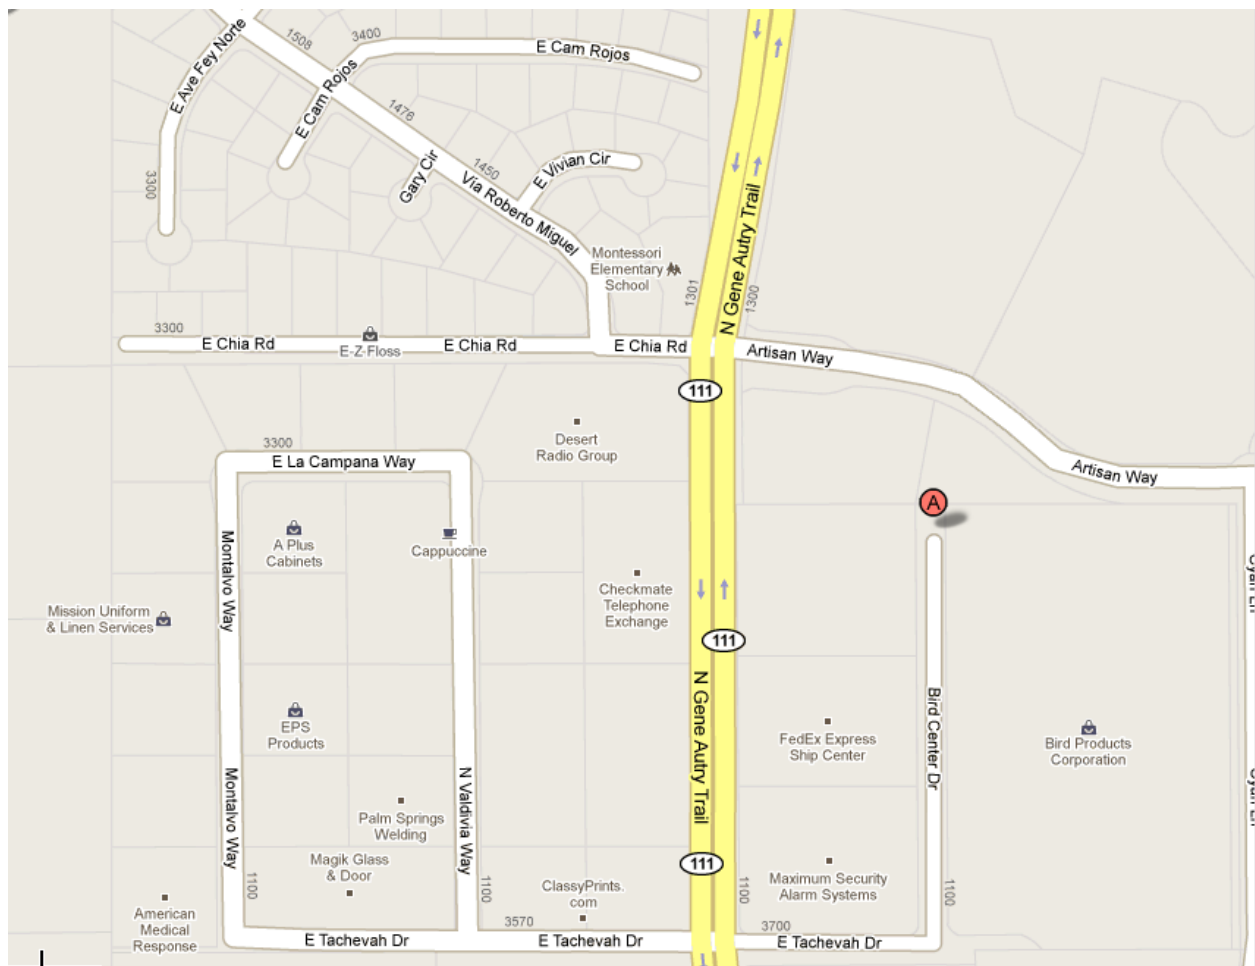 1508
3400
E Cam Rojos
E Ave Fey Norte
E Cam Rojos
1476
Gary Cir
1450
E Vivian Cir
3300
Via Roberto Miguel
N Gene Autry Trail
Montessori
Elementary
School
1301
1300
3300
E Chia Rd
E-Z Floss
E Chia Rd
E Chia Rd
Artisan Way
111
Desert
Radio Group
3300
E La Campana Way
Artisan Way
A
A Plus
Cabinets
Cappuccine
Montalvo Way
Checkmate
Telephone
Exchange
Mission Uniform
& Linen Services
111
EPS
Products
N Gene Autry Trail
FedEx Express
Ship Center
Bird Center Dr
Bird Products
Corporation
Montalvo Way
N Valdivia Way
Palm Springs
Welding
Magik Glass
& Door
111
1100
1100
ClassyPrints.
com
1100
Maximum Security
Alarm Systems
1100
American
Medical
Response
3570
3700
E Tachevah Dr
E Tachevah Dr
E Tachevah Dr